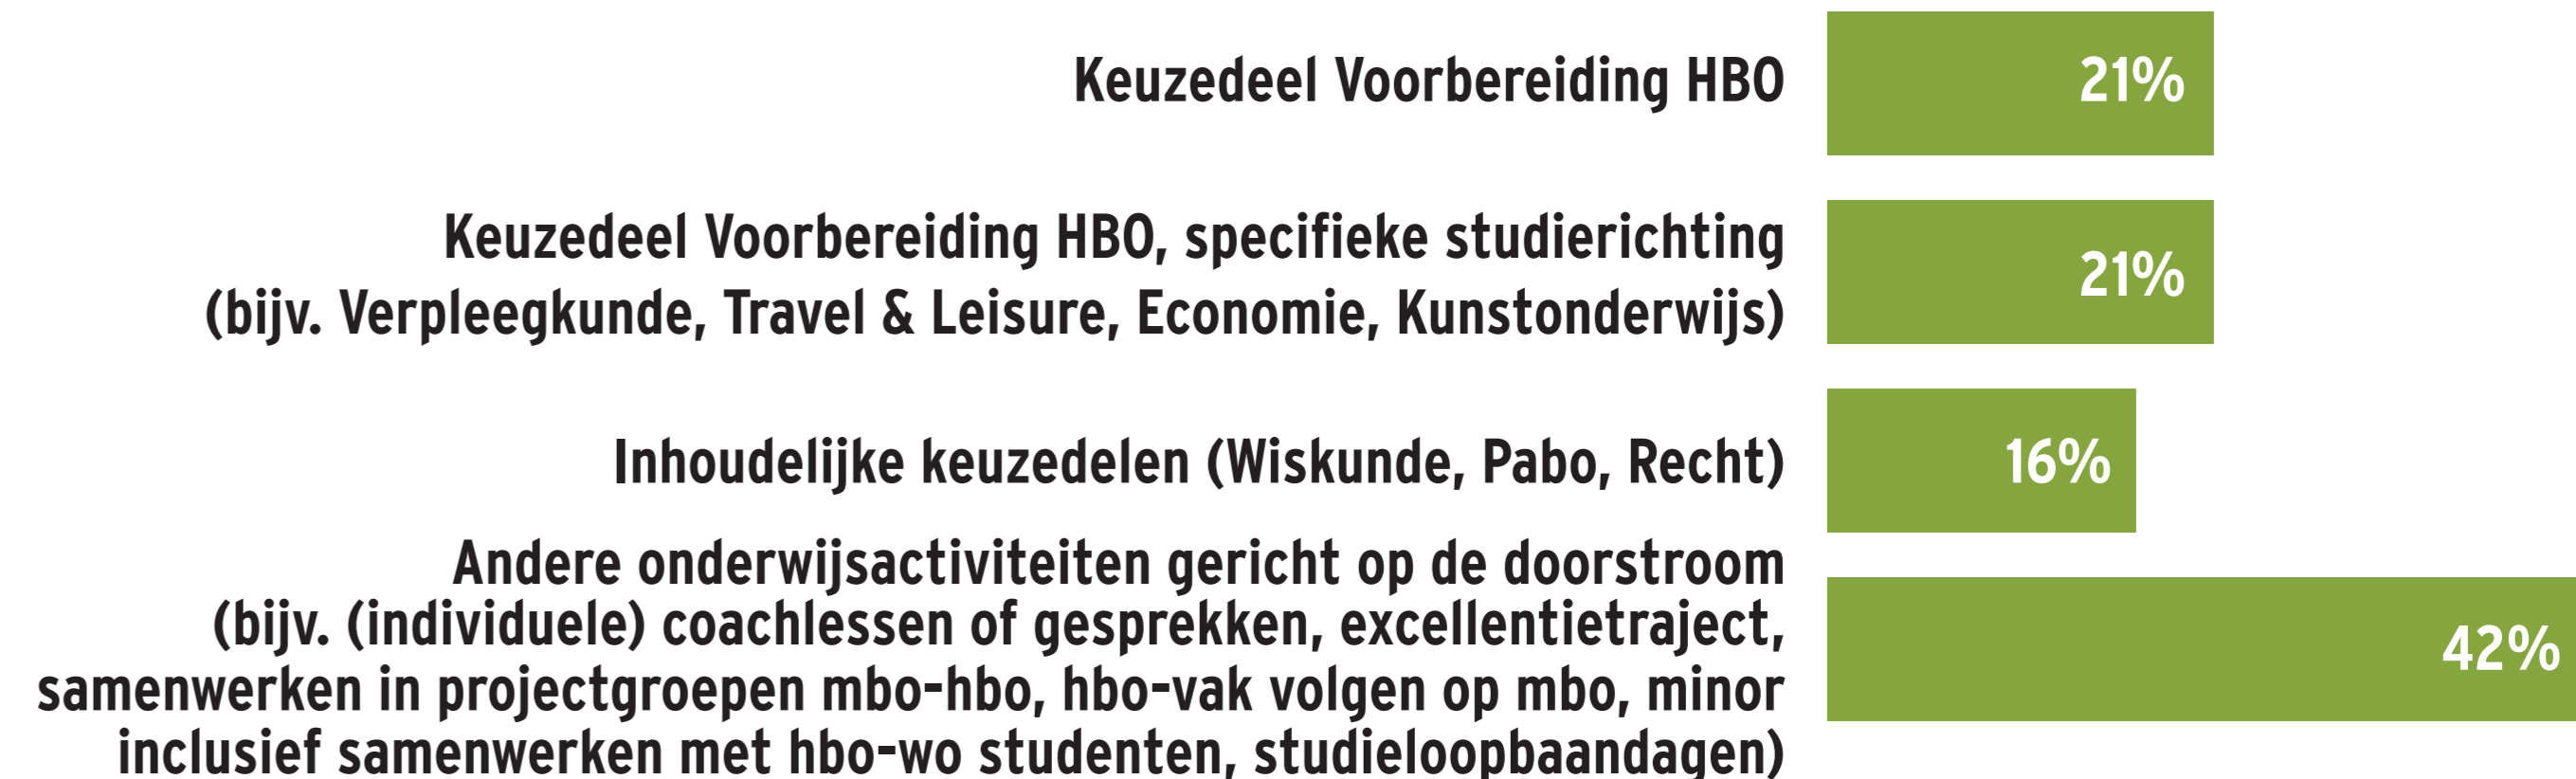 Keuzedeel Voorbereiding HBO
21%
Keuzedeel Voorbereiding HBO, specifieke studierichting
(bijv. Verpleegkunde, Travel & Leisure, Economie, Kunstonderwijs)
21%
Inhoudelijke keuzedelen (Wiskunde, Pabo, Recht)
16%
Andere onderwijsactiviteiten gericht op de doorstroom
(bijv. (individuele) coachlessen of gesprekken, excellentietraject,
samenwerken in projectgroepen mbo-hbo, hbo-vak volgen op mbo, minor
inclusief samenwerken met hbo-wo studenten, studieloopbaandagen)
42%